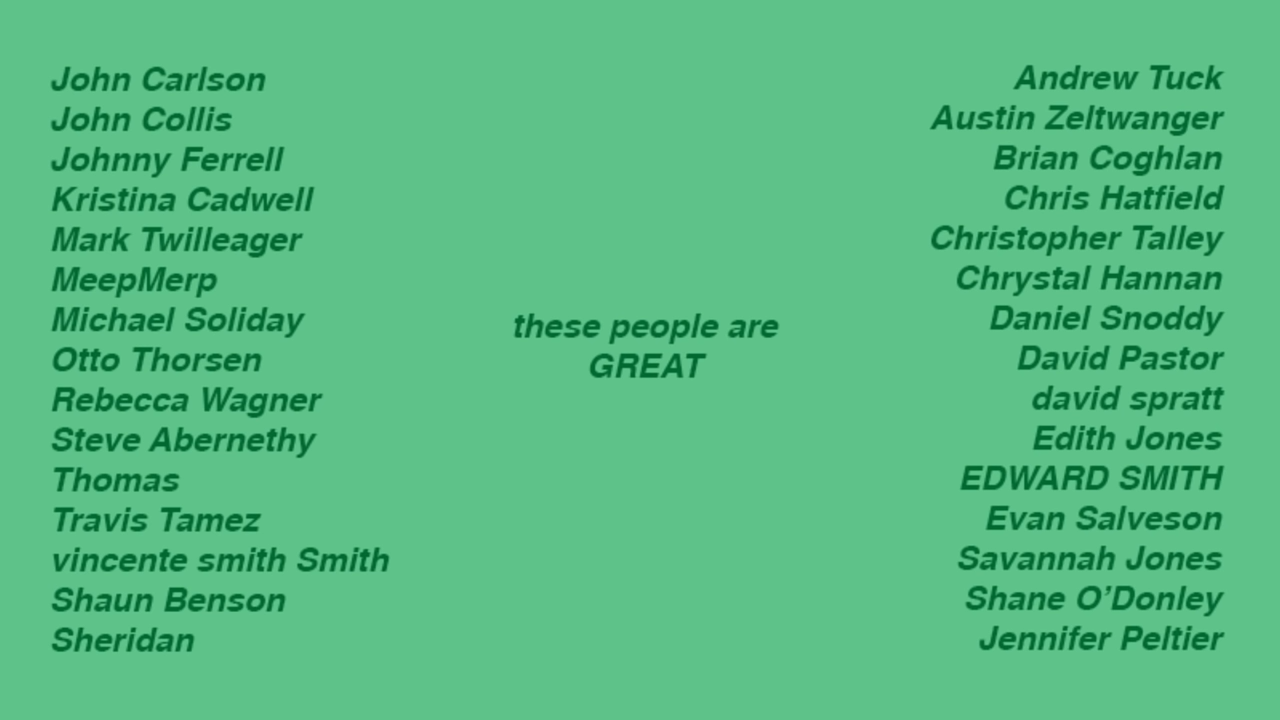 John Carlson
John Collis
Johnny Ferrell
Kristina Cadwell
Mark Twilleager
MeepMerp
Michael Soliday
Otto Thorsen
Rebecca Wagner
Steve Abernethy
Thomas
Travis Tamez
vincente smith Smith
Shaun Benson
Sheridan
these people are
GREAT
Andrew Tuck
Austin Zeltwanger
Brian Coghlan
Chris Hatfield
Christopher Talley
Chrystal Hannan
Daniel Snoddy
David Pastor
david spratt
Edith Jones
EDWARD SMITH
Evan Salveson
Savannah Jones
Shane O’Donley
Jennifer Peltier